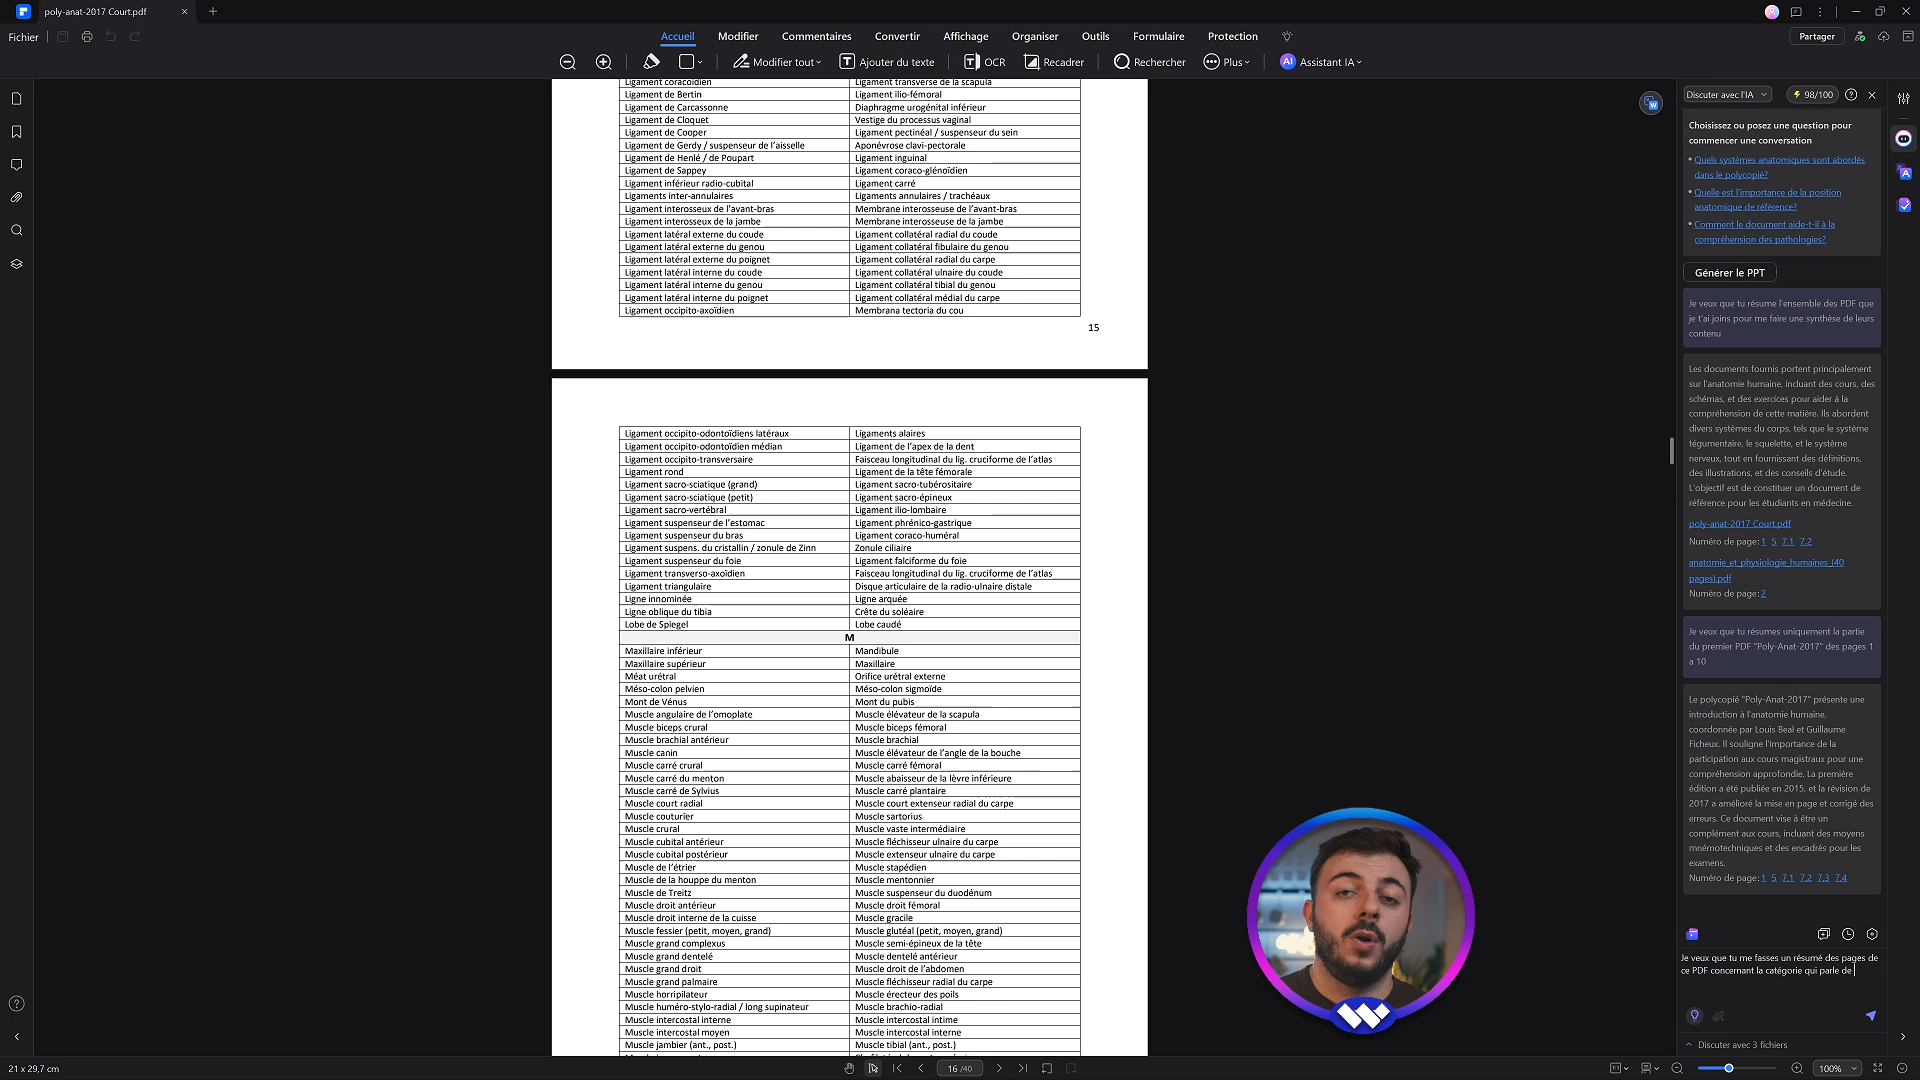 poly-anat-2017 Court.pdf
Fichier
Accueil
Modifier
Commentaires
Convertir
Affichage
Organiser
Outils
Formulaire
Protection
Partager
Modifier tout
Ajouter du texte
OCR
Recadrer
Rechercher
Plus
Assistant IA
Ligament coracoïdien Ligament transverse de la scapula
Ligament de Bertin Ligament ilio-fémoral
Ligament de Carcassonne Diaphragme urogénital inférieur
Ligament de Cloquet Vestige du processus vaginal
Ligament de Cooper Ligament pectinéal / suspenseur du sein
Ligament de Gerdy / suspenseur de l'aisselle Aponévrose clavi-pectorale
Ligament de Henlé / de Poupart Ligament inguinal
Ligament de Sappey Ligament coraco-glénoïdien
Ligament inférieur radio-cubital Ligament carré
Ligaments inter-annulaires Ligaments annulaires / trachéaux
Ligament interosseux de l'avant-bras Membrane interosseuse de l'avant-bras
Ligament interosseux de la jambe Membrane interosseuse de la jambe
Ligament latéral externe du coude Ligament collatéral radial du coude
Ligament latéral externe du genou Ligament collatéral fibulaire du genou
Ligament latéral externe du poignet Ligament collatéral radial du carpe
Ligament latéral interne du coude Ligament collatéral ulnaire du coude
Ligament latéral interne du genou Ligament collatéral tibial du genou
Ligament latéral interne du poignet Ligament collatéral médial du carpe
Ligament occipito-axoïdien Membrana tectoria du cou
15
Ligament occipito-odontoïdiens latéraux Ligaments alaires
Ligament occipito-odontoïdien médian Ligament de l'apex de la dent
Ligament occipito-transversaire Faisceau longitudinal du lig. cruciforme de l'atlas
Ligament rond Ligament de la tête fémorale
Ligament sacro-sciatique (grand) Ligament sacro-tubérositaire
Ligament sacro-sciatique (petit) Ligament sacro-épineux
Ligament sacro-vertébral Ligament ilio-lombaire
Ligament suspenseur de l'estomac Ligament phrénico-gastrique
Ligament suspenseur du bras Ligament coraco-huméral
Ligament suspens. du cristallin / zonule de Zinn Zonule ciliaire
Ligament suspenseur du foie Ligament falciforme du foie
Ligament transverso-axoïdien Faisceau longitudinal du lig. cruciforme de l'atlas
Ligament triangulaire Disque articulaire de la radio-ulnaire distale
Ligne innominée Ligne arquée
Ligne oblique du tibia Crête du soléaire
Lobe de Spiegel Lobe caudé
M
Maxillaire inférieur Mandibule
Maxillaire supérieur Maxillaire
Méat urétral Orifice urétral externe
Méso-colon pelvien Méso-colon sigmoïde
Mont de Vénus Mont du pubis
Muscle angulaire de l'omoplate Muscle élévateur de la scapula
Muscle biceps crural Muscle biceps fémoral
Muscle brachial antérieur Muscle brachial
Muscle canin Muscle élévateur de l'angle de la bouche
Muscle carré crural Muscle carré fémoral
Muscle carré du menton Muscle abaisseur de la lèvre inférieure
Muscle carré de Sylvius Muscle carré plantaire
Muscle court radial Muscle court extenseur radial du carpe
Muscle couturier Muscle sartorius
Muscle crural Muscle vaste intermédiaire
Muscle cubital antérieur Muscle fléchisseur ulnaire du carpe
Muscle cubital postérieur Muscle extenseur ulnaire du carpe
Muscle de l'étrier Muscle stapédien
Muscle de la houppe du menton Muscle mentonnier
Muscle de Treitz Muscle suspenseur du duodénum
Muscle droit antérieur Muscle droit fémoral
Muscle droit interne de la cuisse Muscle gracile
Muscle fessier (petit, moyen, grand) Muscle glutéal (petit, moyen, grand)
Muscle grand complexus Muscle semi-épineux de la tête
Muscle grand dentelé Muscle dentelé antérieur
Muscle grand droit Muscle droit de l'abdomen
Muscle grand palmaire Muscle fléchisseur radial du carpe
Muscle horripilateur Muscle érecteur des poils
Muscle huméro-stylo-radial / long supinateur Muscle brachio-radial
Muscle intercostal interne Muscle intercostal intime
Muscle intercostal moyen Muscle intercostal interne
Muscle jambier (ant., post.) Muscle tibial (ant., post.)
Discuter avec l'IA
98/100
Choisissez ou posez une question pour
commencer une conversation
• Quels systèmes anatomiques sont abordés
dans le polycopié?
• Quelle est l'importance de la position
anatomique de référence?
• Comment le document aide-t-il à la
compréhension des pathologies?
Générer le PPT
Je veux que tu résume l'ensemble des PDF que
je t'ai joins pour me faire une synthèse de leurs
contenu
Les documents fournis portent principalement
sur l'anatomie humaine, incluant des cours, des
schémas, et des exercices pour aider à la
compréhension de cette matière. Ils abordent
divers systèmes du corps, tels que le système
tégumentaire, le squelette, et le système
nerveux, tout en fournissant des définitions,
des illustrations, et des conseils d'étude.
L'objectif est de constituer un document de
référence pour les étudiants en médecine.
poly-anat-2017 Court.pdf
Numéro de page: 1 5 7.1 7.2
anatomie_et_physiologie_humaines_(40
pages).pdf
Numéro de page: 2
Je veux que tu résumes uniquement la partie
du premier PDF "Poly-Anat-2017" des pages 1
a 10
Le polycopié "Poly-Anat-2017" présente une
introduction à l'anatomie humaine,
coordonnée par Louis Beal et Guillaume
Ficheux. Il souligne l'importance de la
participation aux cours magistraux pour une
compréhension approfondie. La première
édition a été publiée en 2015, et la révision de
2017 a amélioré la mise en page et corrigé des
erreurs. Ce document vise à être un
complément aux cours, incluant des moyens
mnémotechniques et des encadrés pour les
examens.
Numéro de page: 1 5 7.1 7.2 7.3 7.4
Je veux que tu me fasses un résumé des pages de
ce PDF concernant la catégorie qui parle de
Discuter avec 3 fichiers
21 x 29,7 cm
16 /40
100%